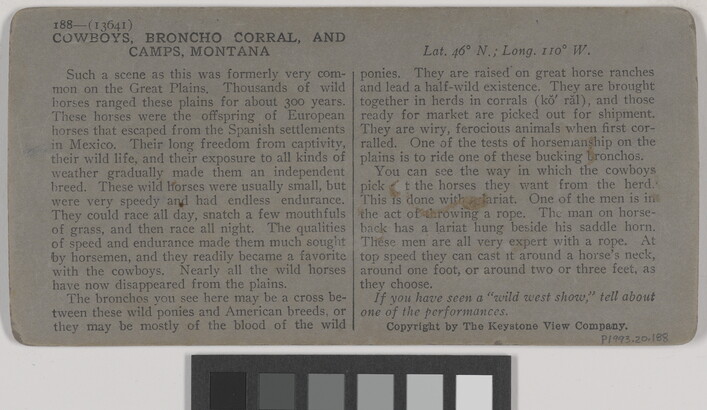 188—(13641)
COWBOYS, BRONCHO CORRAL, AND
CAMPS, MONTANA
Such a scene as this was formerly very com-
mon on the Great Plains. Thousands of wild
horses ranged these plains for about 300 years.
These horses were the offspring of European
horses that escaped from the Spanish settlements
in Mexico. Their long freedom from captivity,
their wild life, and their exposure to all kinds of
weather gradually made them an independent
breed. These wild horses were usually small, but
were very speedy and had endless endurance.
They could race all day, snatch a few mouthfuls
of grass, and then race all night. The qualities
of speed and endurance made them much sought
by horsemen, and they readily became a favorite
with the cowboys. Nearly all the wild horses
have now disappeared from the plains.
The bronchos you see here may be a cross be-
tween these wild ponies and American breeds, or
they may be mostly of the blood of the wild
Lat. 46° N.; Long. 110° W.
ponies. They are raised on great horse ranches
and lead a half-wild existence. They are brought
together in herds in corrals (kŏ′ răl), and those
ready for market are picked out for shipment.
They are wiry, ferocious animals when first cor-
ralled. One of the tests of horsemanship on the
plains is to ride one of these bucking bronchos.
You can see the way in which the cowboys
pick t the horses they want from the herd.
This is done with a lariat. One of the men is in
the act of throwing a rope. The man on horse-
back has a lariat hung beside his saddle horn.
These men are all very expert with a rope. At
top speed they can cast it around a horse's neck,
around one foot, or around two or three feet, as
they choose.
If you have seen a "wild west show," tell about
one of the performances.
Copyright by The Keystone View Company.
P1993.20.188